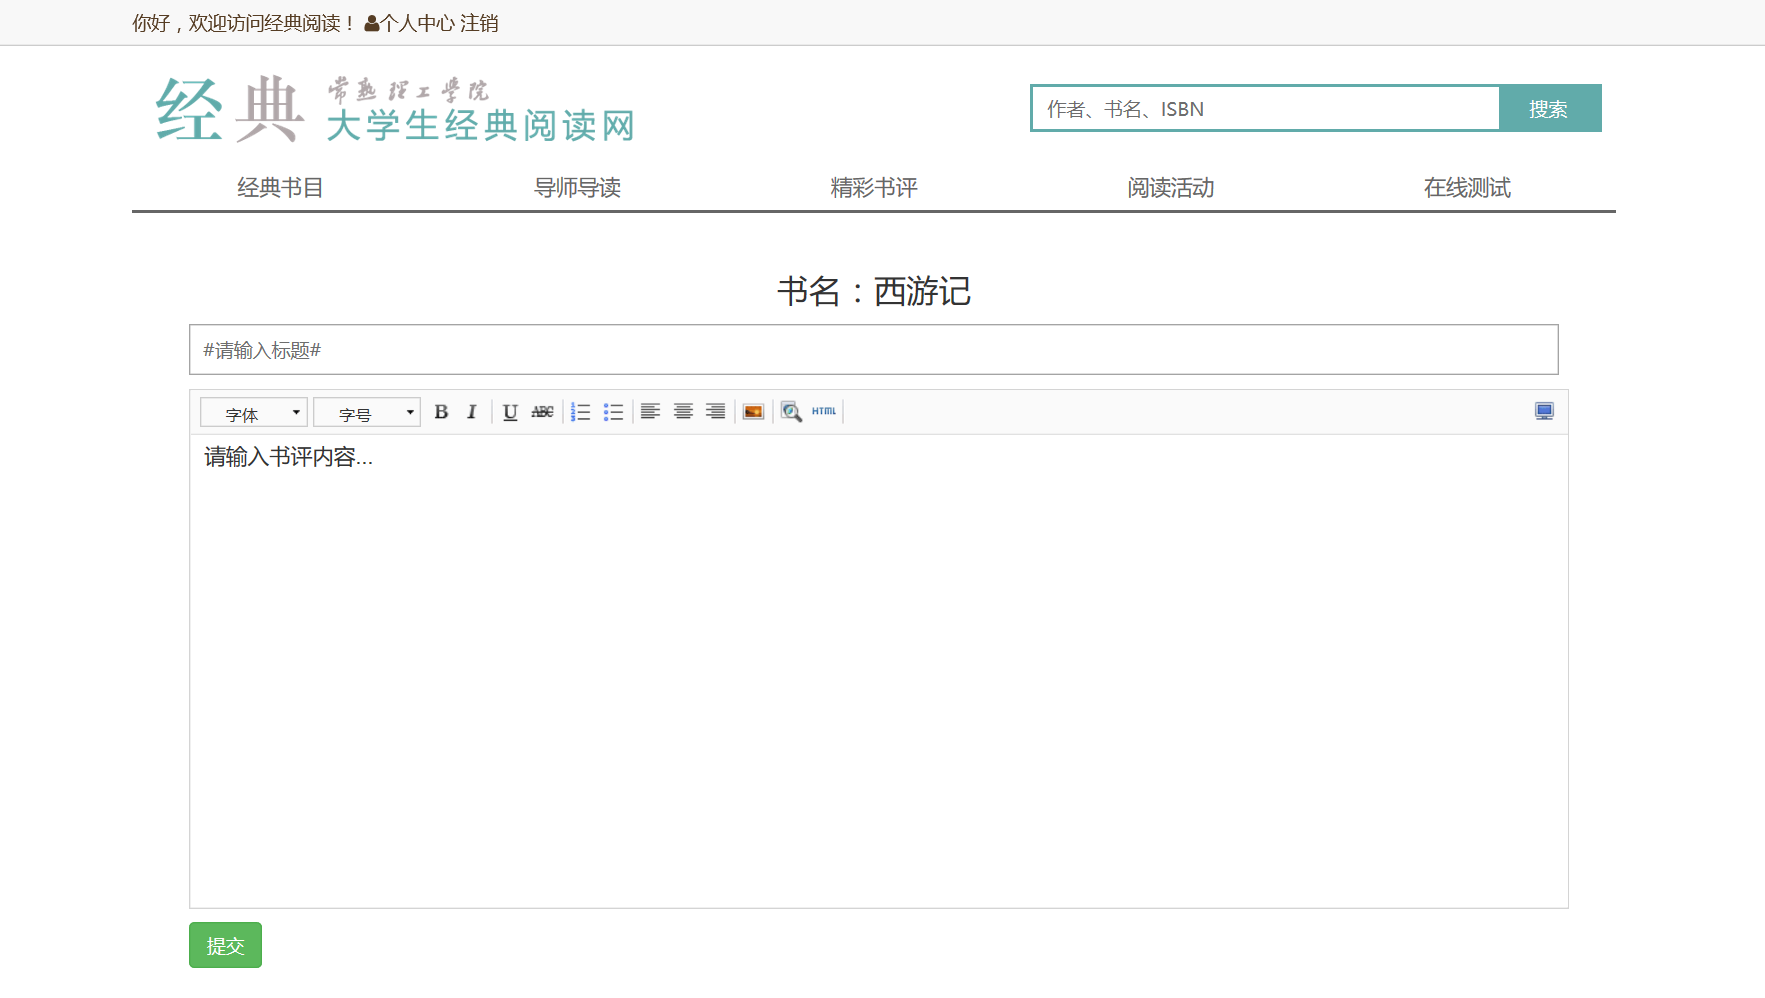 你好，欢迎访问经典阅读！ 个人中心 注销
经典 常熟理工学院
大学生经典阅读网
作者、书名、ISBN 搜索
经典书目 导师导读 精彩书评 阅读活动 在线测试
书名：西游记
#请输入标题#
字体 字号 B I U ABC HTML
请输入书评内容...
提交